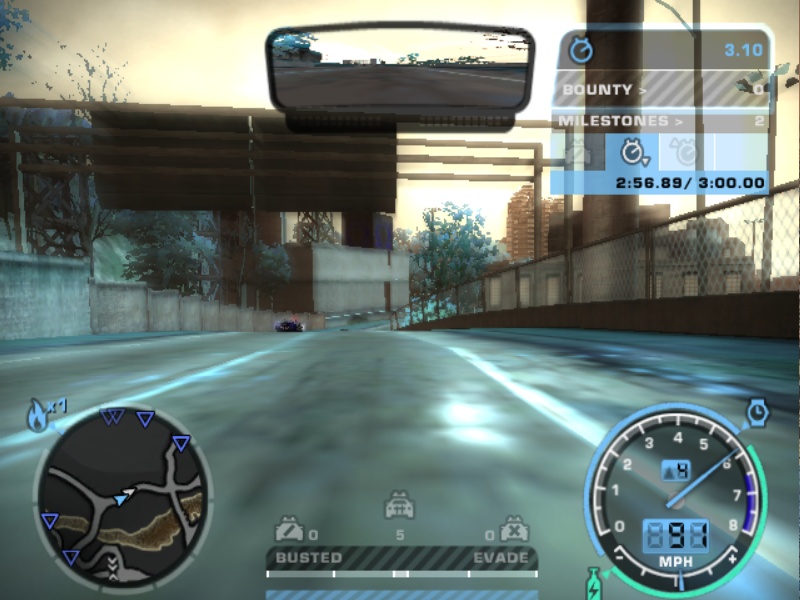 3.10
BOUNTY > 0
MILESTONES > 2
2:56.89/ 3:00.00
x1
0 5 0
BUSTED EVADE
0 1 2 3 4 5 6 7 8
4
91
MPH